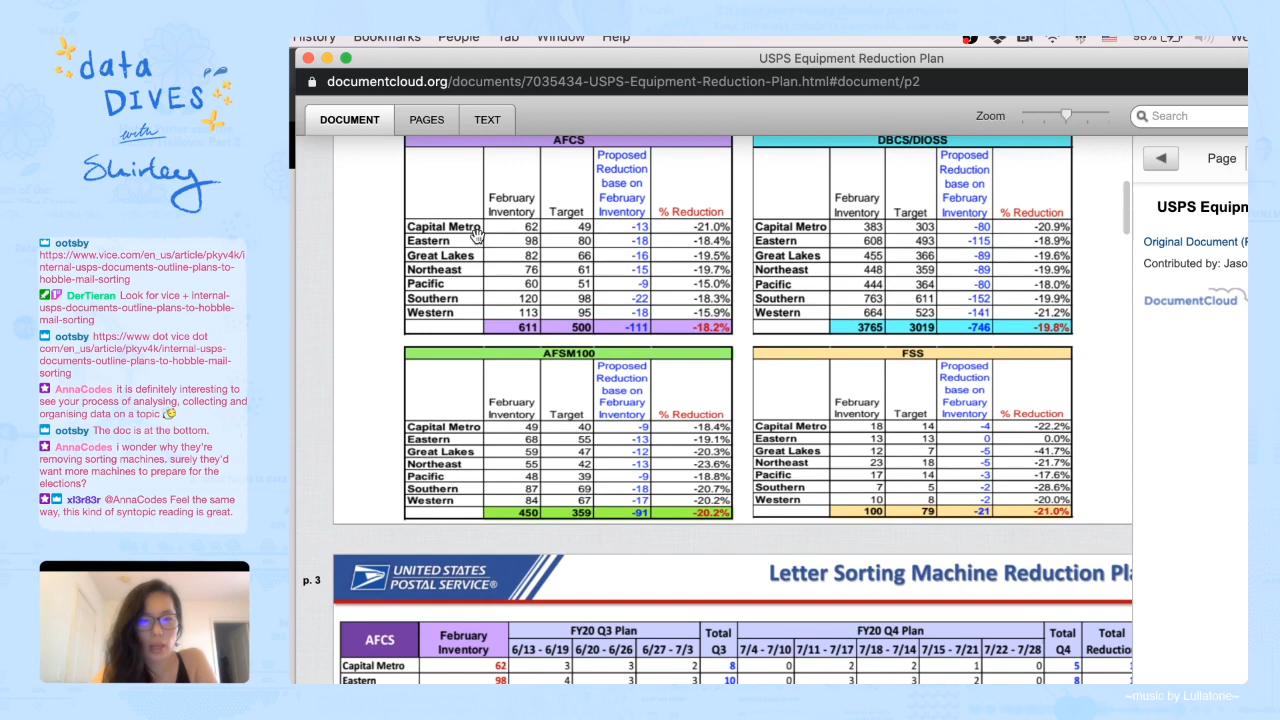 data
DIVES
with
Shirley
History Bookmarks People Tab Window Help 98%
USPS Equipment Reduction Plan
documentcloud.org/documents/7035434-USPS-Equipment-Reduction-Plan.html#document/p2
DOCUMENT PAGES TEXT Zoom Search
Page
USPS Equipm
Original Document (
Contributed by: Jaso
DocumentCloud
AFCS
February Inventory Target Proposed Reduction base on February Inventory % Reduction
Capital Metro 62 49 -13 -21.0%
Eastern 98 80 -18 -18.4%
Great Lakes 82 66 -16 -19.5%
Northeast 76 61 -15 -19.7%
Pacific 60 51 -9 -15.0%
Southern 120 98 -22 -18.3%
Western 113 95 -18 -15.9%
611 500 -111 -18.2%
DBCS/DIOSS
February Inventory Target Proposed Reduction base on February Inventory % Reduction
Capital Metro 383 303 -80 -20.9%
Eastern 608 493 -115 -18.9%
Great Lakes 455 366 -89 -19.6%
Northeast 448 359 -89 -19.9%
Pacific 444 364 -80 -18.0%
Southern 763 611 -152 -19.9%
Western 664 523 -141 -21.2%
3765 3019 -746 -19.8%
AFSM100
February Inventory Target Proposed Reduction base on February Inventory % Reduction
Capital Metro 49 40 -9 -18.4%
Eastern 68 55 -13 -19.1%
Great Lakes 59 47 -12 -20.3%
Northeast 55 42 -13 -23.6%
Pacific 48 39 -9 -18.8%
Southern 87 69 -18 -20.7%
Western 84 67 -17 -20.2%
450 359 -91 -20.2%
FSS
February Inventory Target Proposed Reduction base on February Inventory % Reduction
Capital Metro 18 14 -4 -22.2%
Eastern 13 13 0 0.0%
Great Lakes 12 7 -5 -41.7%
Northeast 23 18 -5 -21.7%
Pacific 17 14 -3 -17.6%
Southern 7 5 -2 -28.6%
Western 10 8 -2 -20.0%
100 79 -21 -21.0%
p. 3
UNITED STATES
POSTAL SERVICE®
Letter Sorting Machine Reduction Pl
AFCS February Inventory FY20 Q3 Plan Total Q3 FY20 Q4 Plan Total Q4 Total Reductio
6/13 - 6/19 6/20 - 6/26 6/27 - 7/3 7/4 - 7/10 7/11 - 7/17 7/18 - 7/14 7/15 - 7/21 7/22 - 7/28
Capital Metro 62 3 3 2 8 0 2 2 1 0 5
Eastern 98 4 3 3 10 0 3 3 2 0 8
ootsby
https://www.vice.com/en_us/article/pkyv4k/i
nternal-usps-documents-outline-plans-to-
hobble-mail-sorting
DerTieran Look for vice + internal-
usps-documents-outline-plans-to-hobble-
mail-sorting
ootsby https://www dot vice dot
com/en_us/article/pkyv4k/internal-usps-
documents-outline-plans-to-hobble-mail-
sorting
AnnaCodes it is definitely interesting to
see your process of analysing, collecting and
organising data on a topic
ootsby The doc is at the bottom.
AnnaCodes i wonder why they're
removing sorting machines. surely they'd
want more machines to prepare for the
elections?
xl3r83r @AnnaCodes Feel the same
way, this kind of syntopic reading is great.
~music by Lullatone~